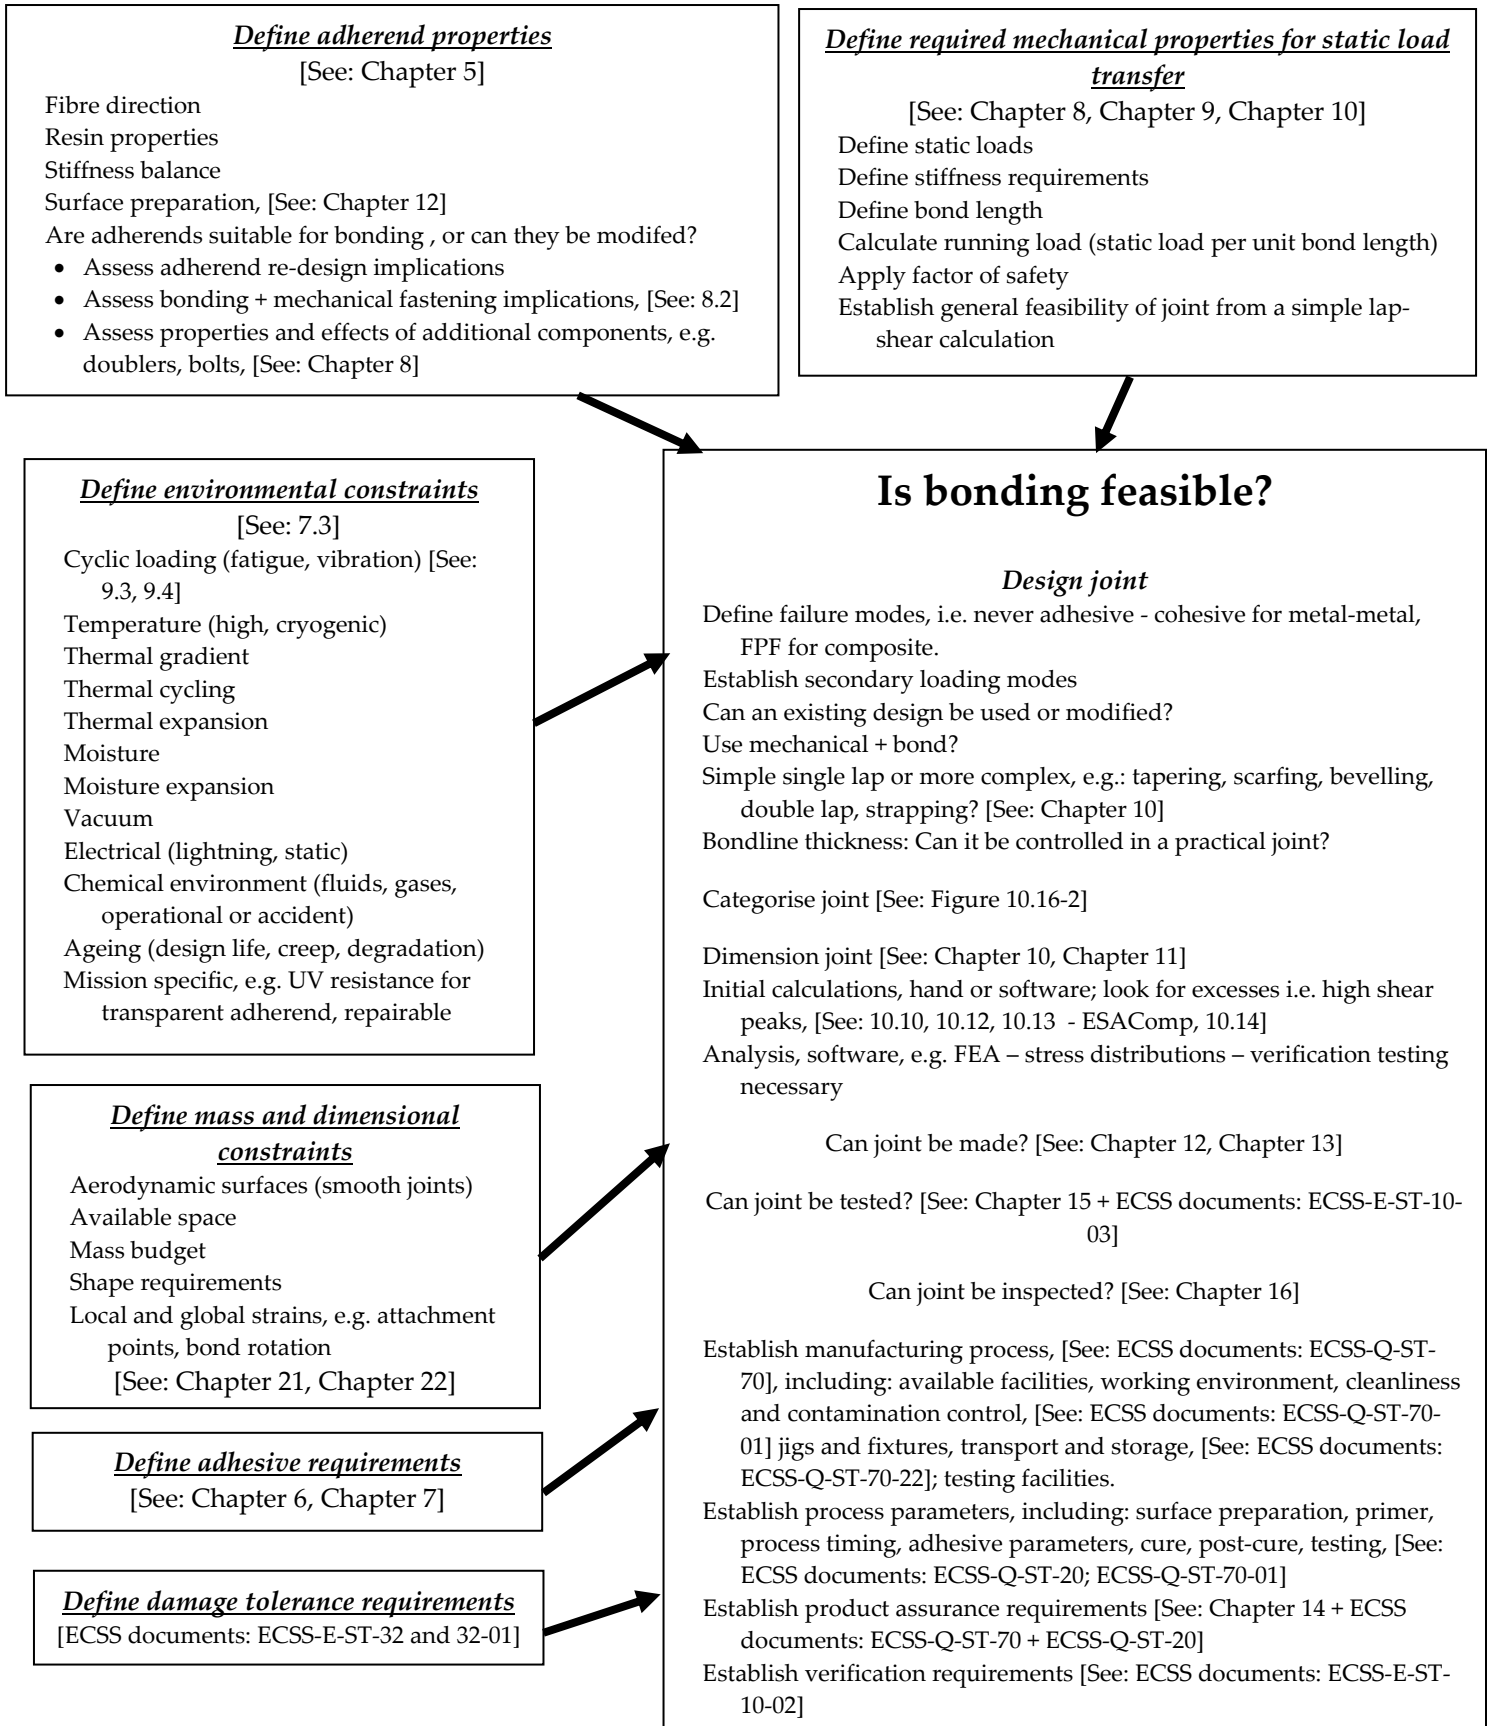 Define adherend properties
[See: Chapter 5]
Fibre direction
Resin properties
Stiffness balance
Surface preparation, [See: Chapter 12]
Are adherends suitable for bonding , or can they be modifed?
• Assess adherend re-design implications
• Assess bonding + mechanical fastening implications, [See: 8.2]
• Assess properties and effects of additional components, e.g.
doublers, bolts, [See: Chapter 8]
Define required mechanical properties for static load
transfer
[See: Chapter 8, Chapter 9, Chapter 10]
Define static loads
Define stiffness requirements
Define bond length
Calculate running load (static load per unit bond length)
Apply factor of safety
Establish general feasibility of joint from a simple lap-
shear calculation
Define environmental constraints
[See: 7.3]
Cyclic loading (fatigue, vibration) [See:
9.3, 9.4]
Temperature (high, cryogenic)
Thermal gradient
Thermal cycling
Thermal expansion
Moisture
Moisture expansion
Vacuum
Electrical (lightning, static)
Chemical environment (fluids, gases,
operational or accident)
Ageing (design life, creep, degradation)
Mission specific, e.g. UV resistance for
transparent adherend, repairable
Define mass and dimensional
constraints
Aerodynamic surfaces (smooth joints)
Available space
Mass budget
Shape requirements
Local and global strains, e.g. attachment
points, bond rotation
[See: Chapter 21, Chapter 22]
Define adhesive requirements
[See: Chapter 6, Chapter 7]
Define damage tolerance requirements
[ECSS documents: ECSS-E-ST-32 and 32-01]
Is bonding feasible?
Design joint
Define failure modes, i.e. never adhesive - cohesive for metal-metal,
FPF for composite.
Establish secondary loading modes
Can an existing design be used or modified?
Use mechanical + bond?
Simple single lap or more complex, e.g.: tapering, scarfing, bevelling,
double lap, strapping? [See: Chapter 10]
Bondline thickness: Can it be controlled in a practical joint?
Categorise joint [See: Figure 10.16-2]
Dimension joint [See: Chapter 10, Chapter 11]
Initial calculations, hand or software; look for excesses i.e. high shear
peaks, [See: 10.10, 10.12, 10.13 - ESAComp, 10.14]
Analysis, software, e.g. FEA – stress distributions – verification testing
necessary
Can joint be made? [See: Chapter 12, Chapter 13]
Can joint be tested? [See: Chapter 15 + ECSS documents: ECSS-E-ST-10-
03]
Can joint be inspected? [See: Chapter 16]
Establish manufacturing process, [See: ECSS documents: ECSS-Q-ST-
70], including: available facilities, working environment, cleanliness
and contamination control, [See: ECSS documents: ECSS-Q-ST-70-
01] jigs and fixtures, transport and storage, [See: ECSS documents:
ECSS-Q-ST-70-22]; testing facilities.
Establish process parameters, including: surface preparation, primer,
process timing, adhesive parameters, cure, post-cure, testing, [See:
ECSS documents: ECSS-Q-ST-20; ECSS-Q-ST-70-01]
Establish product assurance requirements [See: Chapter 14 + ECSS
documents: ECSS-Q-ST-70 + ECSS-Q-ST-20]
Establish verification requirements [See: ECSS documents: ECSS-E-ST-
10-02]